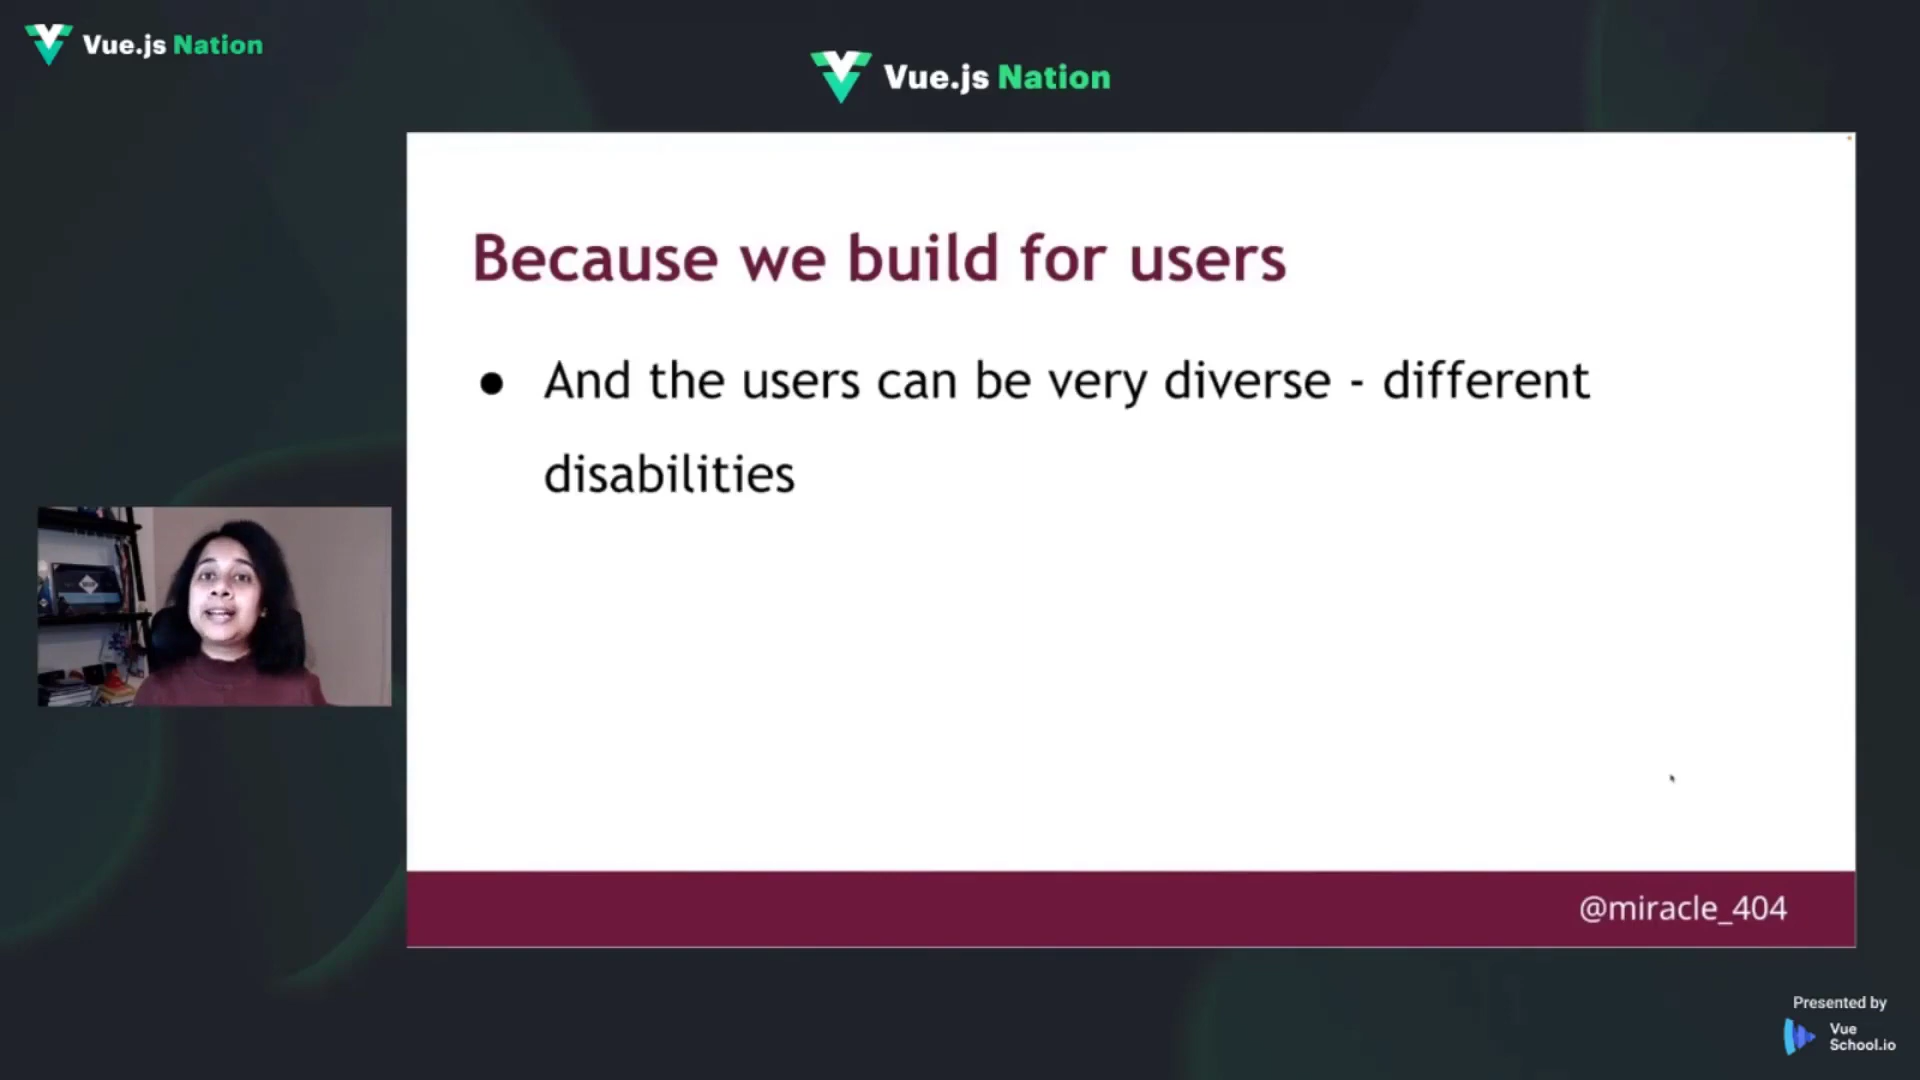 Vue.js Nation
Vue.js Nation
Because we build for users
● And the users can be very diverse - different
disabilities
@miracle_404
Presented by
Vue
School.io